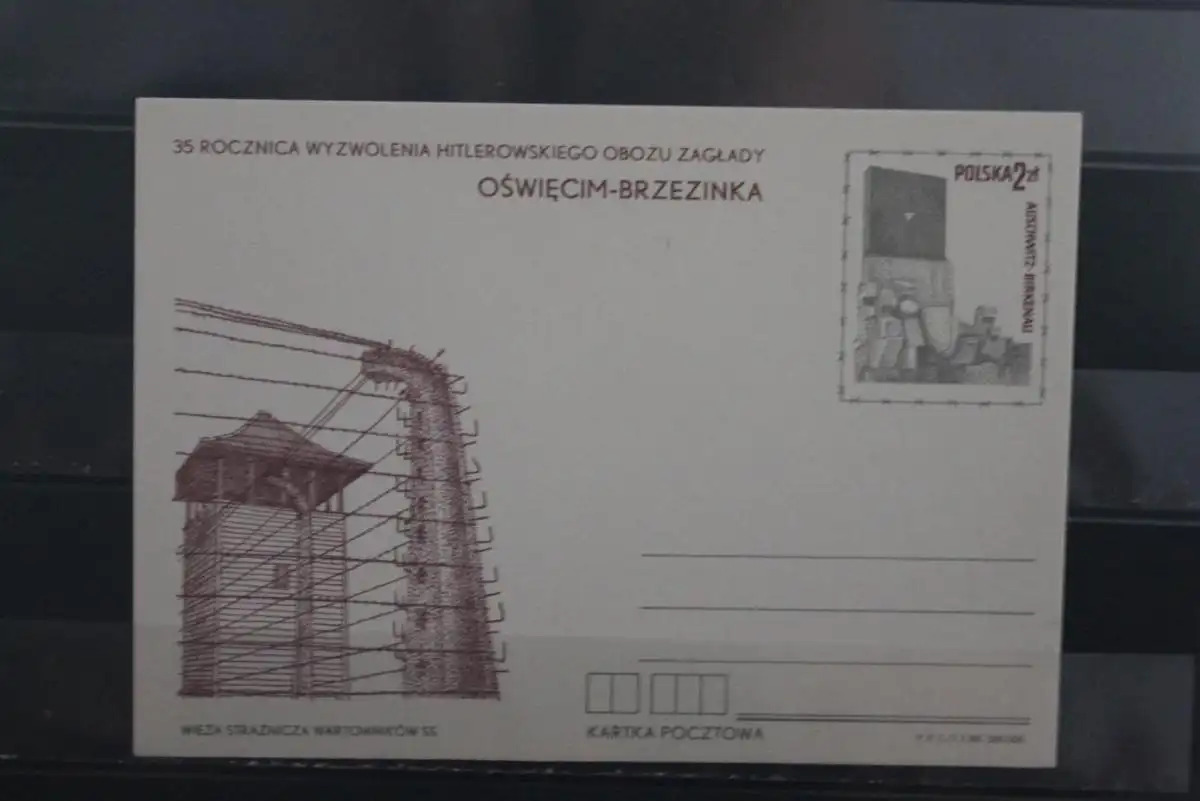 35 ROCZNICA WYZWOLENIA HITLEROWSKIEGO OBOZU ZAGŁADY
OŚWIĘCIM-BRZEZINKA
POLSKA 2 zł
AUSCHWITZ-BIRKENAU
WIEŻA STRAŻNICZA WARTOWNIKÓW SS
KARTKA POCZTOWA